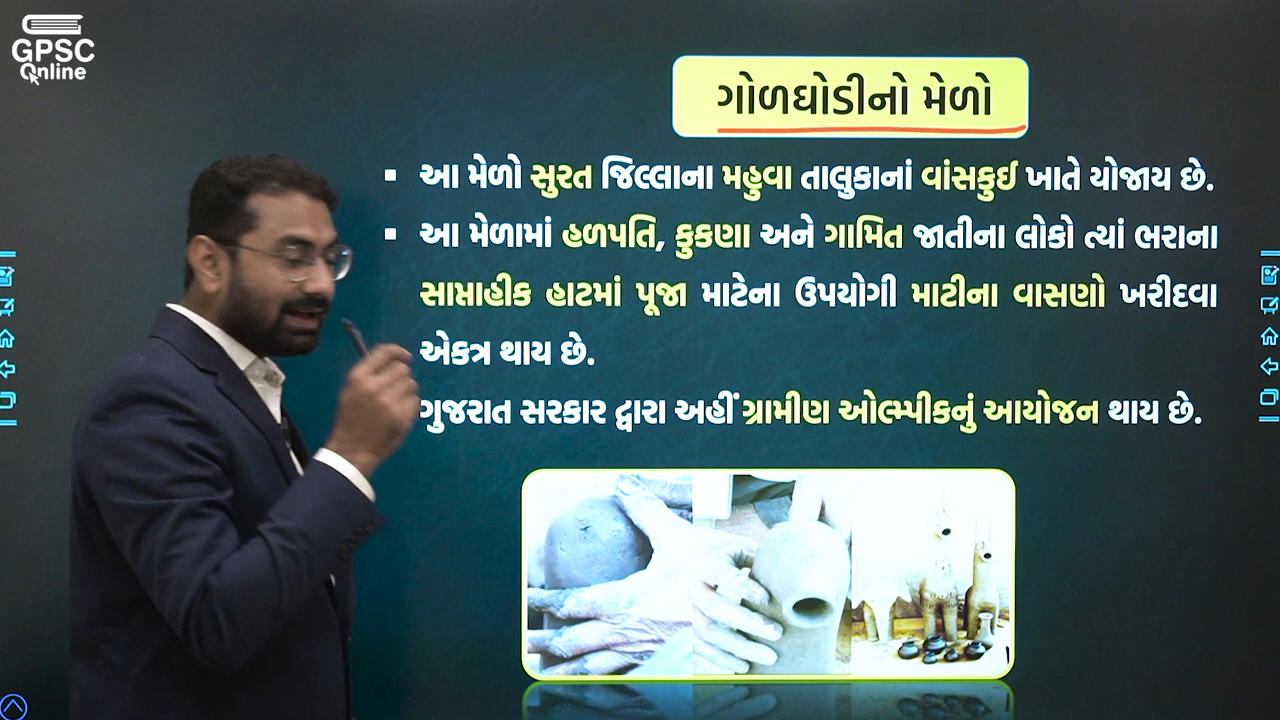 GPSC
Online
ગોળઘોડીનો મેળો
▪ આ મેળો સુરત જિલ્લાના મહુવા તાલુકાનાં વાંસકુઈ ખાતે યોજાય છે.
▪ આ મેળામાં હળપતિ, કુકણા અને ગામિત જાતીના લોકો ત્યાં ભરાના
સાપ્તાહીક હાટમાં પૂજા માટેના ઉપયોગી માટીના વાસણો ખરીદવા
એકત્ર થાય છે.
ગુજરાત સરકાર દ્વારા અહીં ગ્રામીણ ઓલ્મ્પીકનું આયોજન થાય છે.